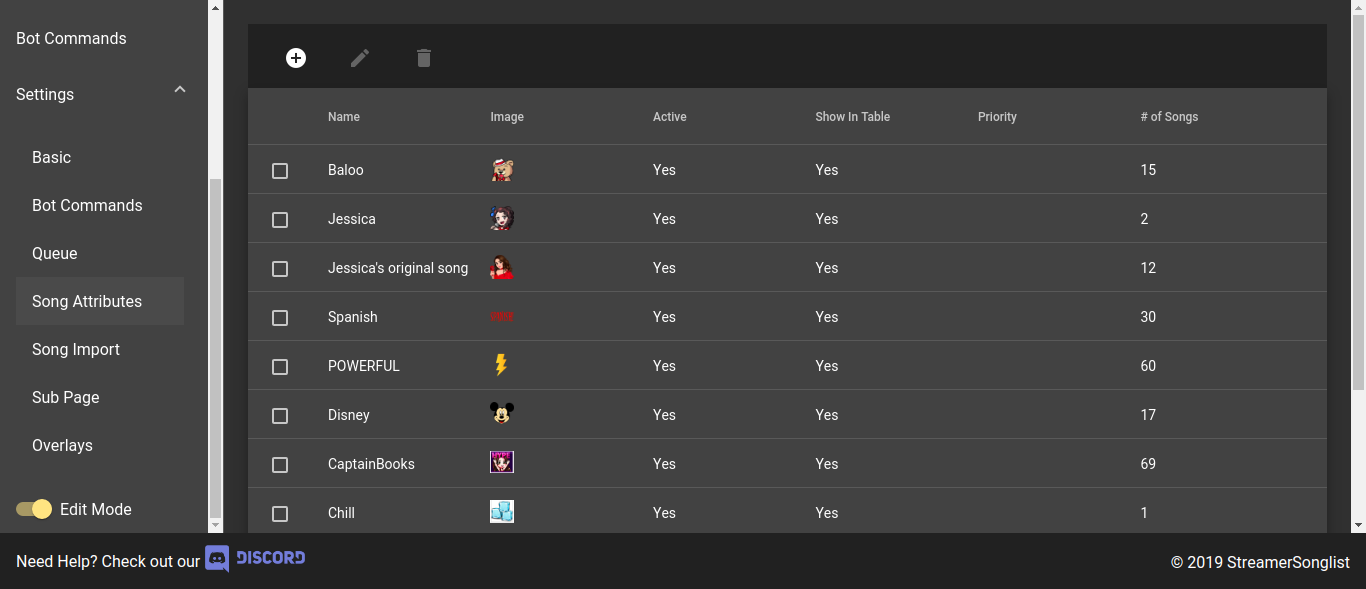 Bot Commands
Settings
Basic
Bot Commands
Queue
Song Attributes
Song Import
Sub Page
Overlays
Edit Mode
Name Image Active Show In Table Priority # of Songs
Baloo Yes Yes 15
Jessica Yes Yes 2
Jessica's original song Yes Yes 12
Spanish Yes Yes 30
POWERFUL Yes Yes 60
Disney Yes Yes 17
CaptainBooks HYPE Yes Yes 69
Chill Yes Yes 1
Need Help? Check out our DISCORD
© 2019 StreamerSonglist